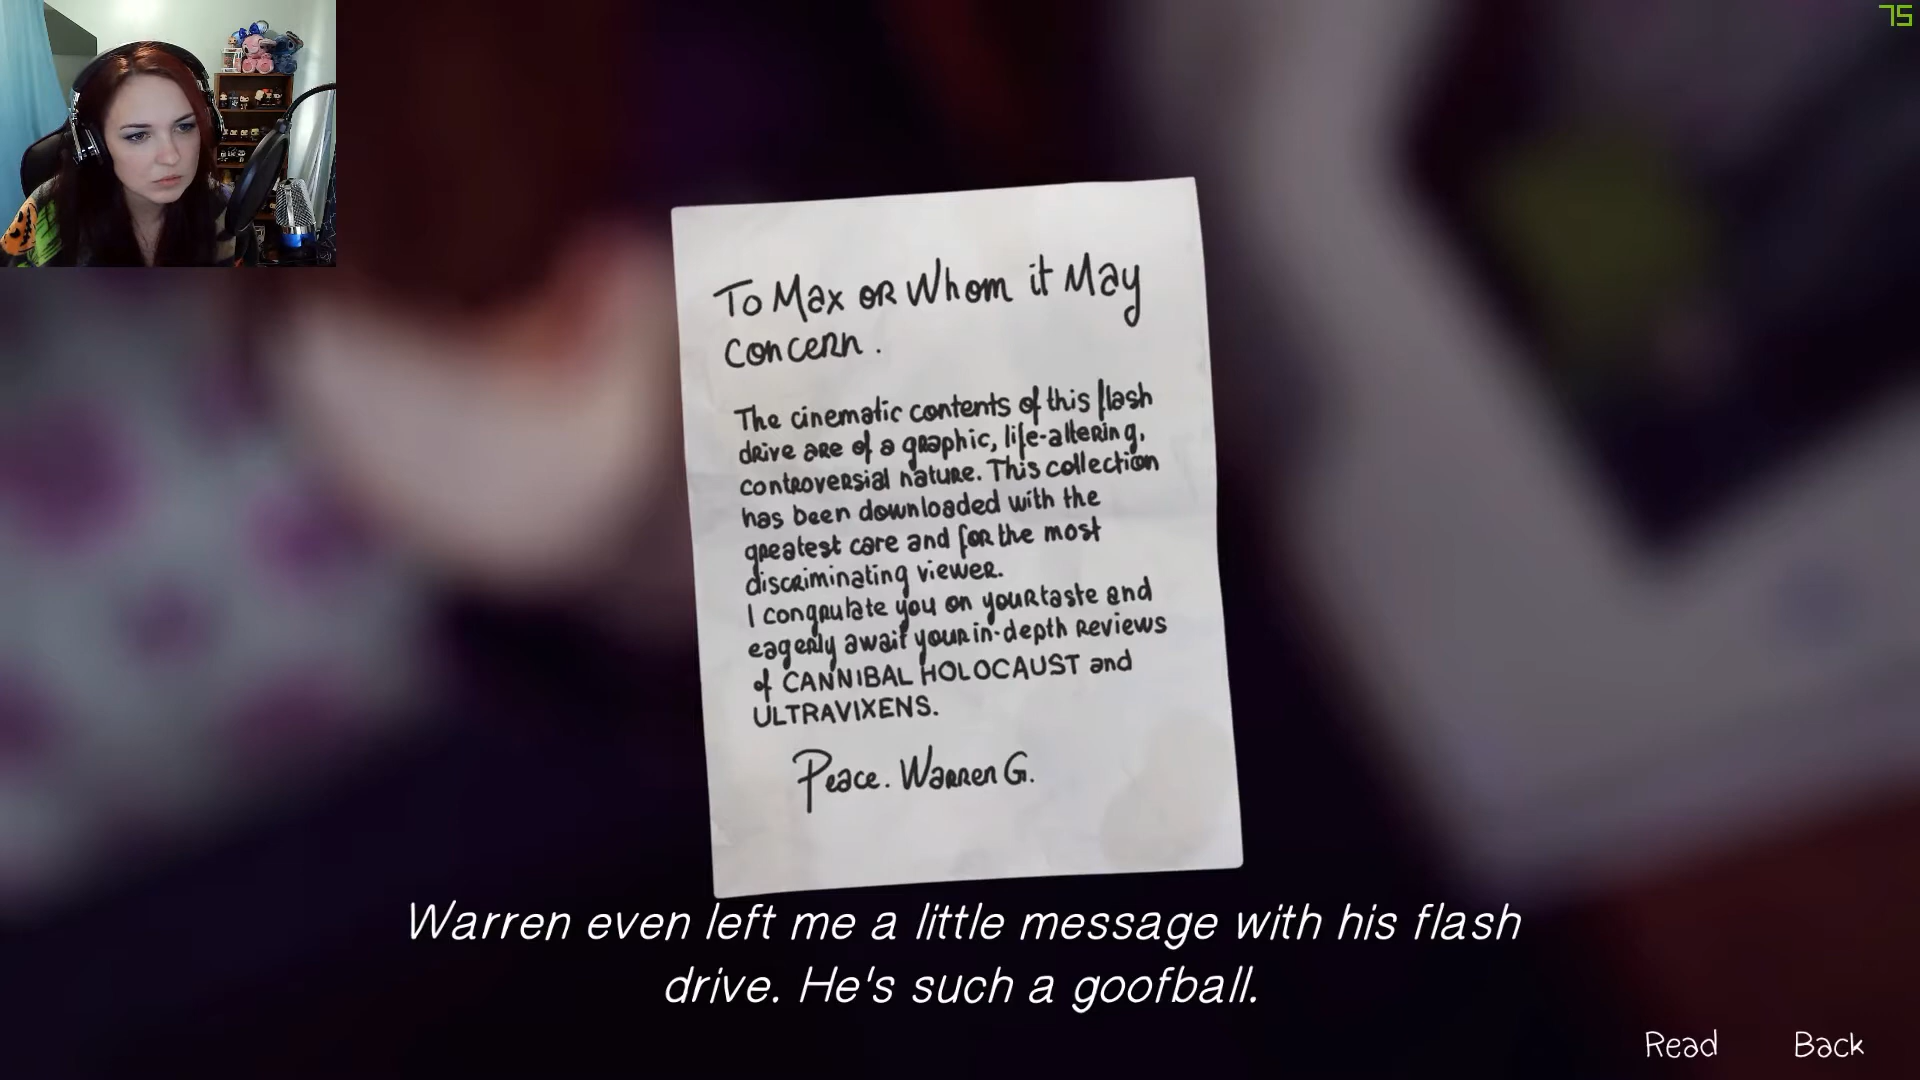 75
To Max or Whom it May
Concern.
The cinematic contents of this flash
drive are of a graphic, life-altering,
controversial nature. This collection
has been downloaded with the
greatest care and for the most
discriminating viewer.
I congrulate you on your taste and
eagerly await your in-depth reviews
of CANNIBAL HOLOCAUST and
ULTRAVIXENS.
Peace. Warren G.
Warren even left me a little message with his flash
drive. He's such a goofball.
Read Back